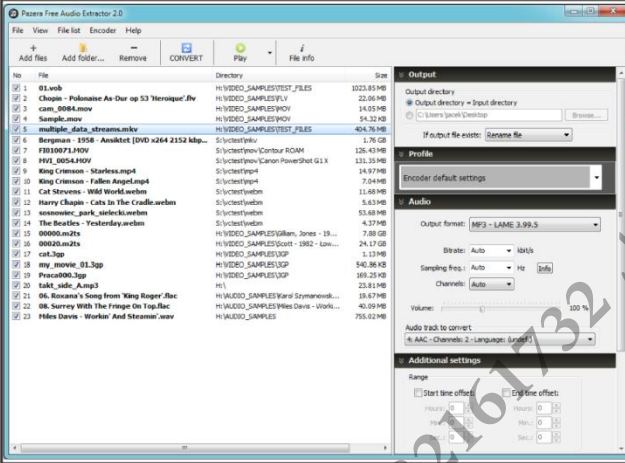 Pazera Free Audio Extractor 2.0
File View File list Encoder Help
Add files Add folder... Remove CONVERT Play File info
No File Directory Size
1 01.vob H:\VIDEO_SAMPLES\TEST_FILES 1023.85 MB
2 Chopin - Polonaise As-Dur op 53 'Heroique'.flv H:\VIDEO_SAMPLES\FLV 22.06 MB
3 cam_0084.mov H:\VIDEO_SAMPLES\MOV 14.05 MB
4 Sample.mov H:\VIDEO_SAMPLES\MOV 54.32 KB
5 multiple_data_streams.mkv H:\VIDEO_SAMPLES\TEST_FILES 404.76 MB
6 Bergman - 1958 - Ansiktet [DVD x264 2152 kbp... S:\yctest\mkv 1.76 GB
7 FI010071.MOV S:\yctest\mov\Contour ROAM 126.43 MB
8 MVI_0054.MOV S:\yctest\mov\Canon PowerShot G1 X 131.35 MB
9 King Crimson - Starless.mp4 S:\yctest\mp4 14.97 MB
10 King Crimson - Fallen Angel.mp4 S:\yctest\mp4 7.04 MB
11 Cat Stevens - Wild World.webm S:\yctest\webm 11.68 MB
12 Harry Chapin - Cats In The Cradle.webm S:\yctest\webm 5.63 MB
13 sosnowiec_park_sielecki.webm S:\yctest\webm 53.68 MB
14 The Beatles - Yesterday.webm S:\yctest\webm 4.37 MB
15 00000.m2ts H:\VIDEO_SAMPLES\Gilliam, Jones - 19... 7.88 GB
16 00020.m2ts H:\VIDEO_SAMPLES\Scott - 1982 - Low... 24.17 GB
17 cat.3gp H:\VIDEO_SAMPLES\3GP 1.13 MB
18 my_movie_01.3gp H:\VIDEO_SAMPLES\3GP 540.86 KB
19 Praca000.3gp H:\VIDEO_SAMPLES\3GP 169.25 KB
20 takt_side_A.mp3 H:\ 23.81 MB
21 06. Roxana's Song from 'King Roger'.flac H:\AUDIO_SAMPLES\Karol Szymanowsk... 19.67 MB
22 08. Surrey With The Fringe On Top.flac H:\AUDIO_SAMPLES\Miles Davis - Worki... 40.09 MB
23 Miles Davis - Workin' And Steamin'.wav H:\AUDIO_SAMPLES 755.02 MB
Output
Output directory
Output directory = Input directory
C:\Users\jacek\Desktop Browse...
If output file exists: Rename file
Profile
Encoder default settings
Audio
Output format: MP3 - LAME 3.99.5
Bitrate: Auto kbit/s
Sampling freq.: Auto Hz Info
Channels: Auto
Volume: 100 %
Audio track to convert
4: AAC - Channels: 2 - Language: (undef.)
Additional settings
Range
Start time offset: End time offset:
Hours: 0 Hours: 0
Min.: 0 Min.: 0
Sec.: 0 Sec.: 0